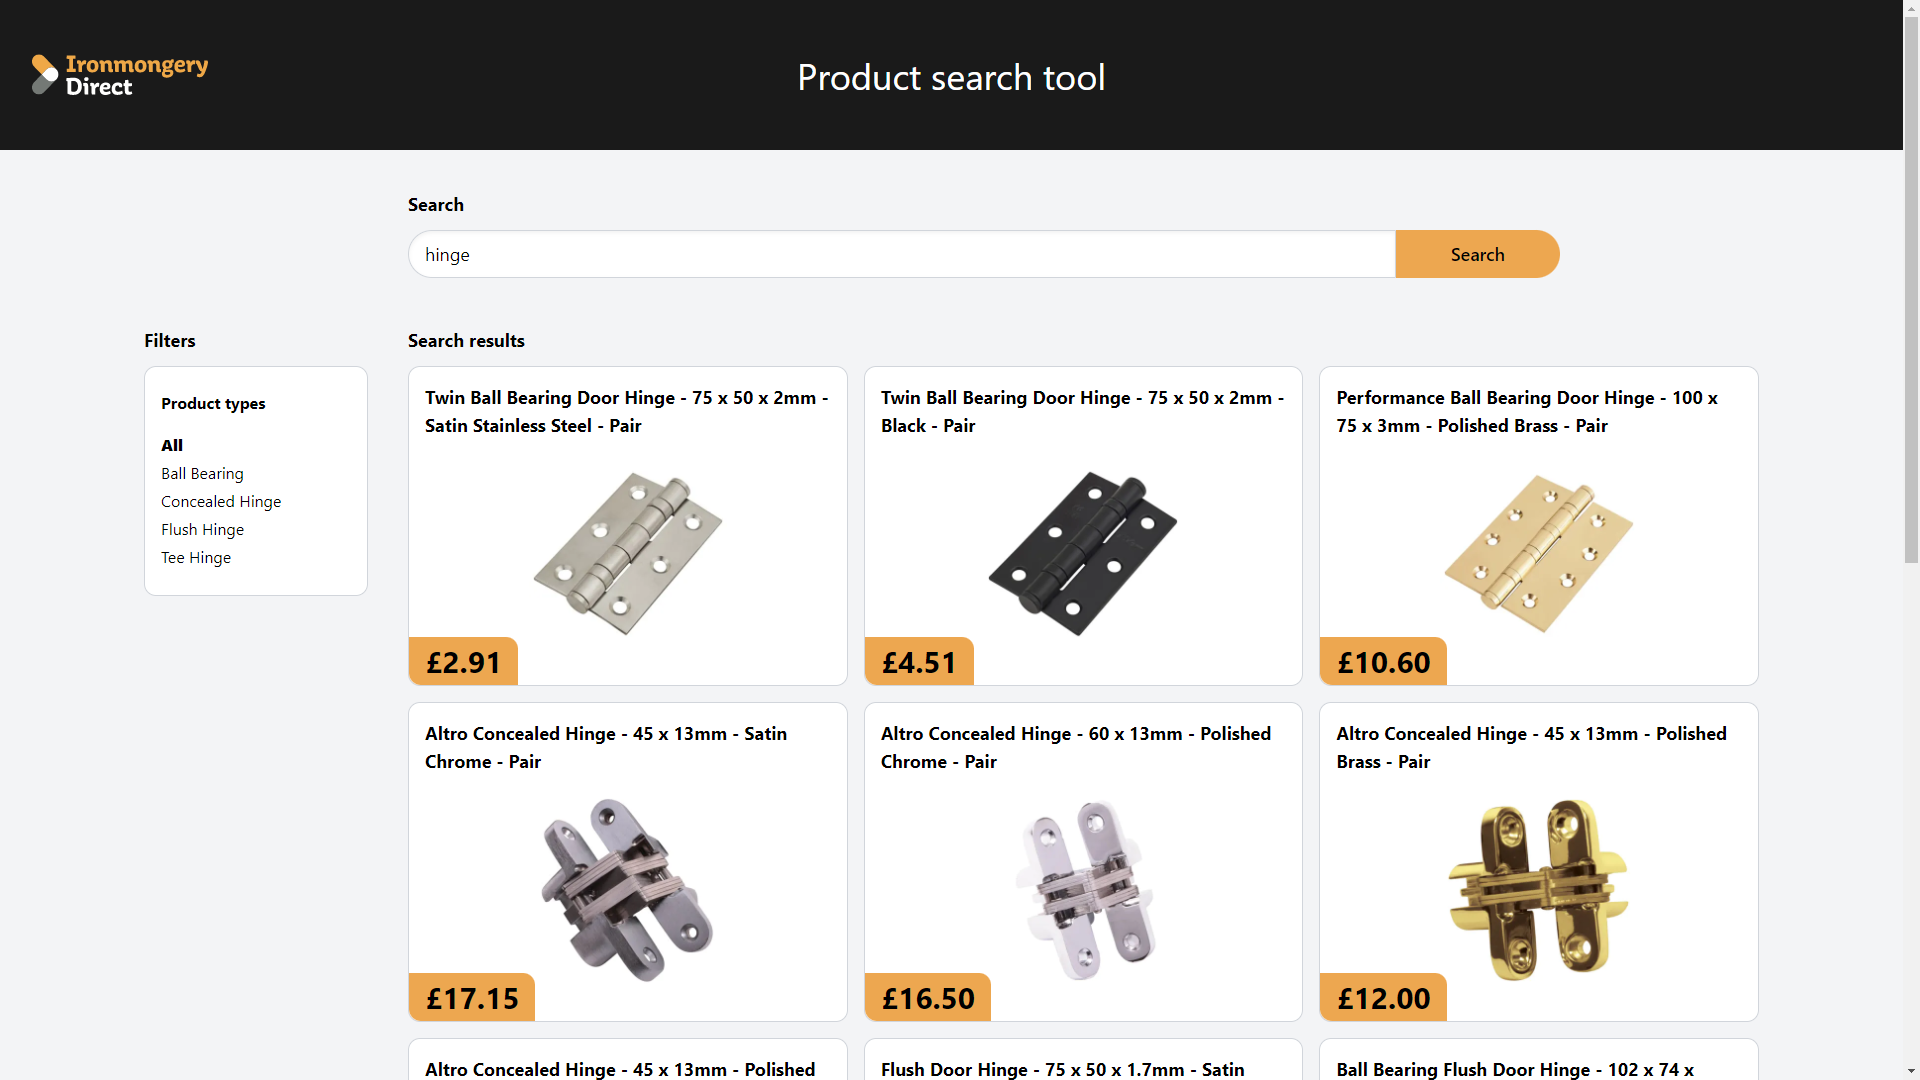 Ironmongery
Direct
Product search tool
Search
hinge
Search
Filters
Product types
All
Ball Bearing
Concealed Hinge
Flush Hinge
Tee Hinge
Search results
Twin Ball Bearing Door Hinge - 75 x 50 x 2mm -
Satin Stainless Steel - Pair
£2.91
Twin Ball Bearing Door Hinge - 75 x 50 x 2mm -
Black - Pair
£4.51
Performance Ball Bearing Door Hinge - 100 x
75 x 3mm - Polished Brass - Pair
£10.60
Altro Concealed Hinge - 45 x 13mm - Satin
Chrome - Pair
£17.15
Altro Concealed Hinge - 60 x 13mm - Polished
Chrome - Pair
£16.50
Altro Concealed Hinge - 45 x 13mm - Polished
Brass - Pair
£12.00
Altro Concealed Hinge - 45 x 13mm - Polished
Flush Door Hinge - 75 x 50 x 1.7mm - Satin
Ball Bearing Flush Door Hinge - 102 x 74 x